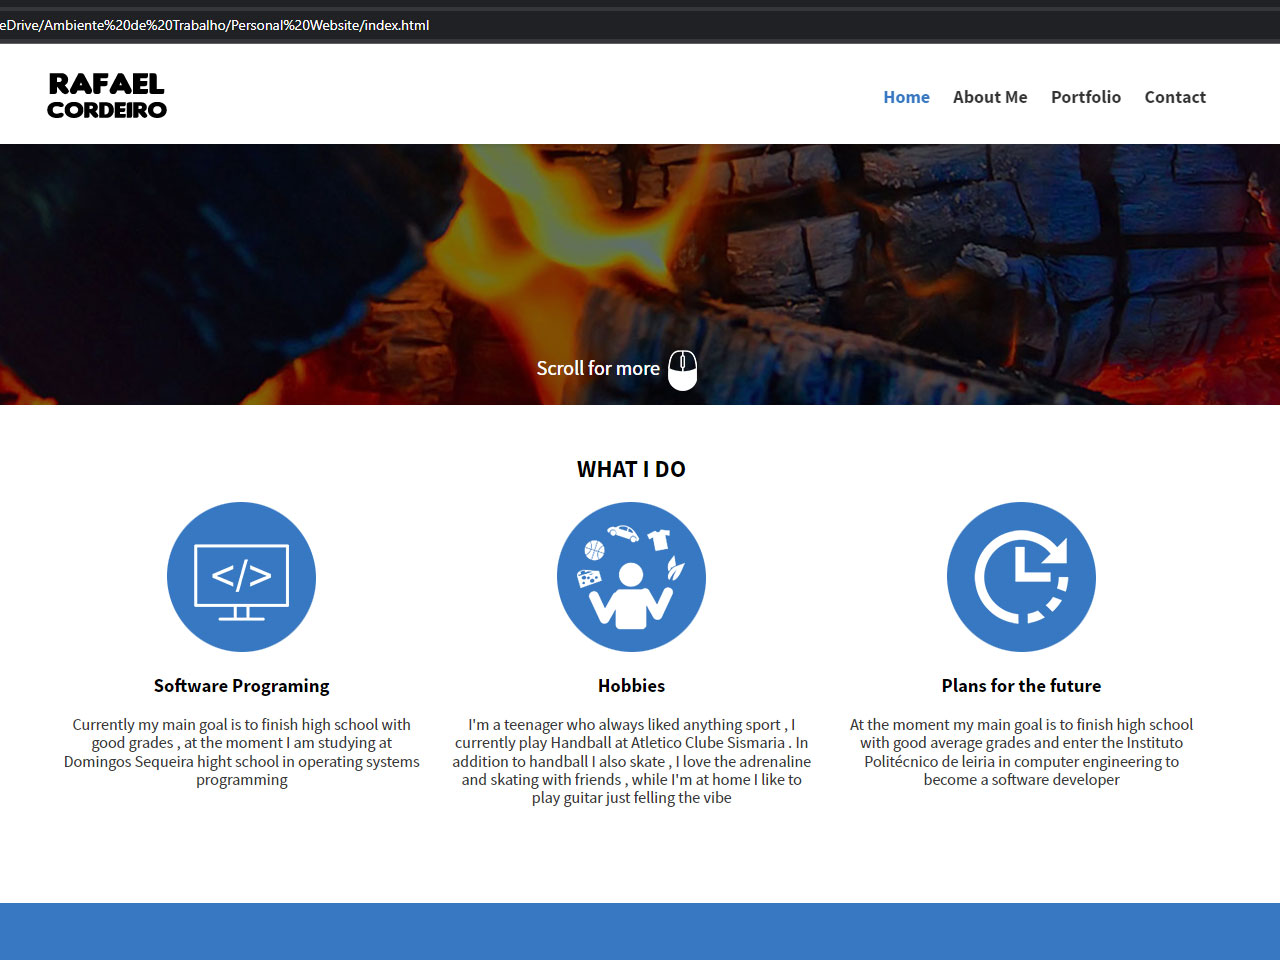 eDrive/Ambiente%20de%20Trabalho/Personal%20Website/index.html
RAFAEL
CORDEIRO
Home About Me Portfolio Contact
Scroll for more
WHAT I DO
</>
Software Programing
Currently my main goal is to finish high school with
good grades , at the moment I am studying at
Domingos Sequeira hight school in operating systems
programming
Hobbies
I'm a teenager who always liked anything sport , I
currently play Handball at Atletico Clube Sismaria . In
addition to handball I also skate , I love the adrenaline
and skating with friends , while I'm at home I like to
play guitar just felling the vibe
Plans for the future
At the moment my main goal is to finish high school
with good average grades and enter the Instituto
Politécnico de leiria in computer engineering to
become a software developer